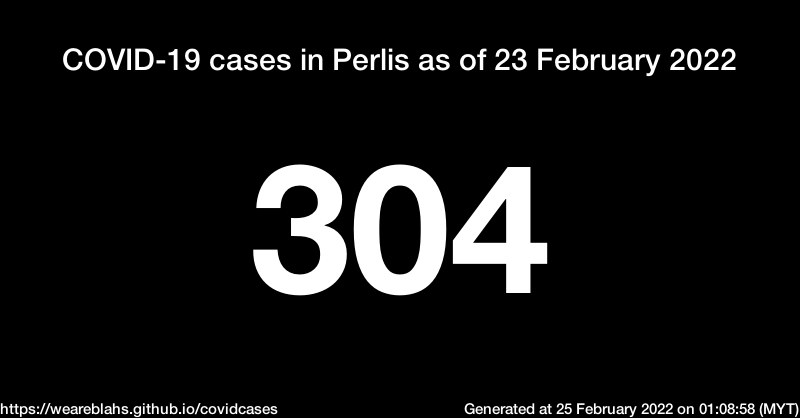 COVID-19 cases in Perlis as of 23 February 2022
304
https://weareblahs.github.io/covidcases
Generated at 25 February 2022 on 01:08:58 (MYT)